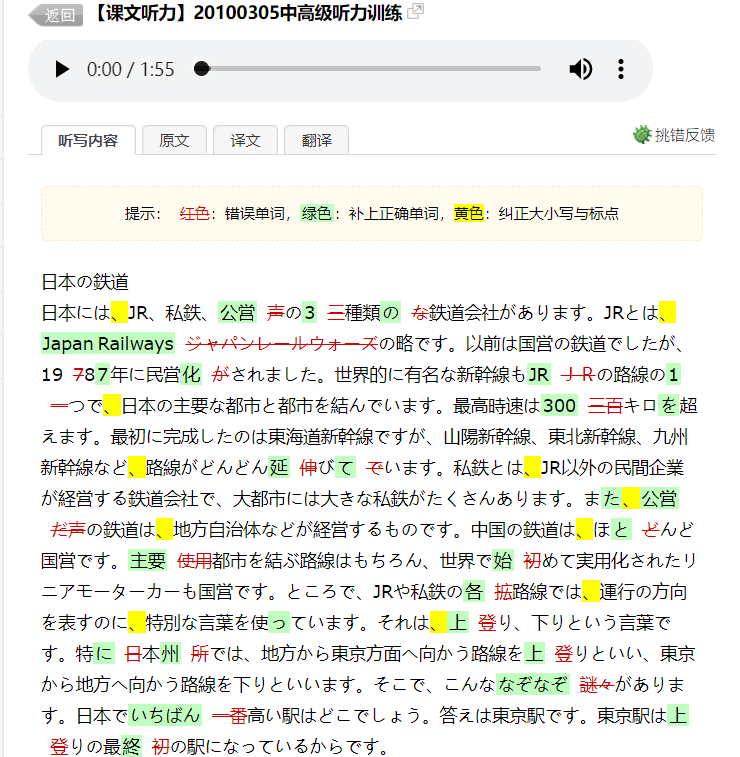 返回 【课文听力】20100305中高级听力训练
0:00 / 1:55
听写内容 原文 译文 翻译 挑错反馈
提示： 红色：错误单词，绿色：补上正确单词，黄色：纠正大小写与标点
日本の鉄道
日本には、JR、私鉄、公営 声の3 三種類の な鉄道会社があります。JRとは、
Japan Railways ジャパンレールウォーズの略です。以前は国営の鉄道でしたが、
19 787年に民営化 がされました。世界的に有名な新幹線もJR ＪＲの路線の1
一つで、日本の主要な都市と都市を結んでいます。最高時速は300 三百キロを超
えます。最初に完成したのは東海道新幹線ですが、山陽新幹線、東北新幹線、九州
新幹線など、路線がどんどん延 伸びて でいます。私鉄とは、JR以外の民間企業
が経営する鉄道会社で、大都市には大きな私鉄がたくさんあります。また、公営
だ声の鉄道は、地方自治体などが経営するものです。中国の鉄道は、ほと どんど
国営です。主要 使用都市を結ぶ路線はもちろん、世界で始 初めて実用化されたリ
ニアモーターカーも国営です。ところで、JRや私鉄の各 拡路線では、運行の方向
を表すのに、特別な言葉を使っています。それは、上 登り、下りという言葉で
す。特に 日本州 所では、地方から東京方面へ向かう路線を上 登りといい、東京
から地方へ向かう路線を下りといいます。そこで、こんななぞなぞ 謎々がありま
す。日本でいちばん 一番高い駅はどこでしょう。答えは東京駅です。東京駅は上
登りの最終 初の駅になっているからです。